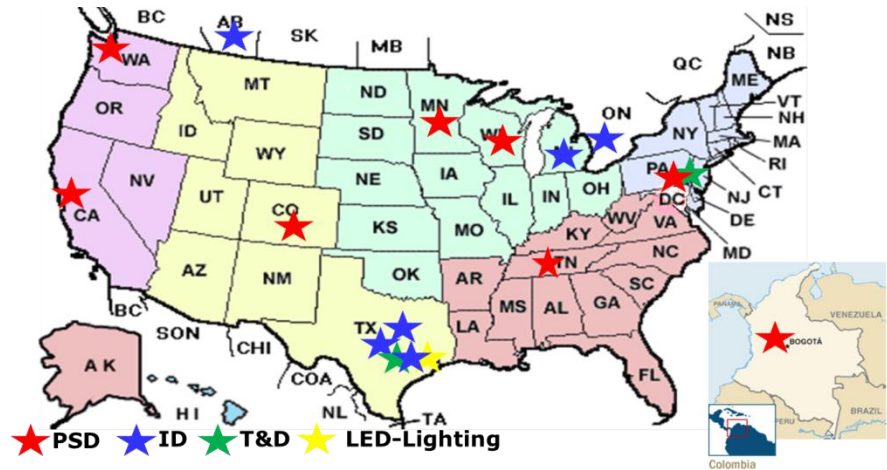 BC
AB
SK
MB
ON
QC
NS
NB
WA
MT
ND
MN
ME
VT
NH
OR
ID
SD
WI
NY
MA
RI
WY
IA
PA
CT
NV
UT
NE
IL
IN
OH
NJ
CA
CO
KS
MO
KY
WV
VA
DC
DE
MD
AZ
NM
OK
AR
TN
NC
SC
MS
AL
GA
LA
TX
FL
BC
SON
CHI
COA
NL
TA
A K
H I
PANAMA
VENEZUELA
BOGOTÁ
PERU
BRAZIL
Colombia
PSD
ID
T&D
LED-Lighting